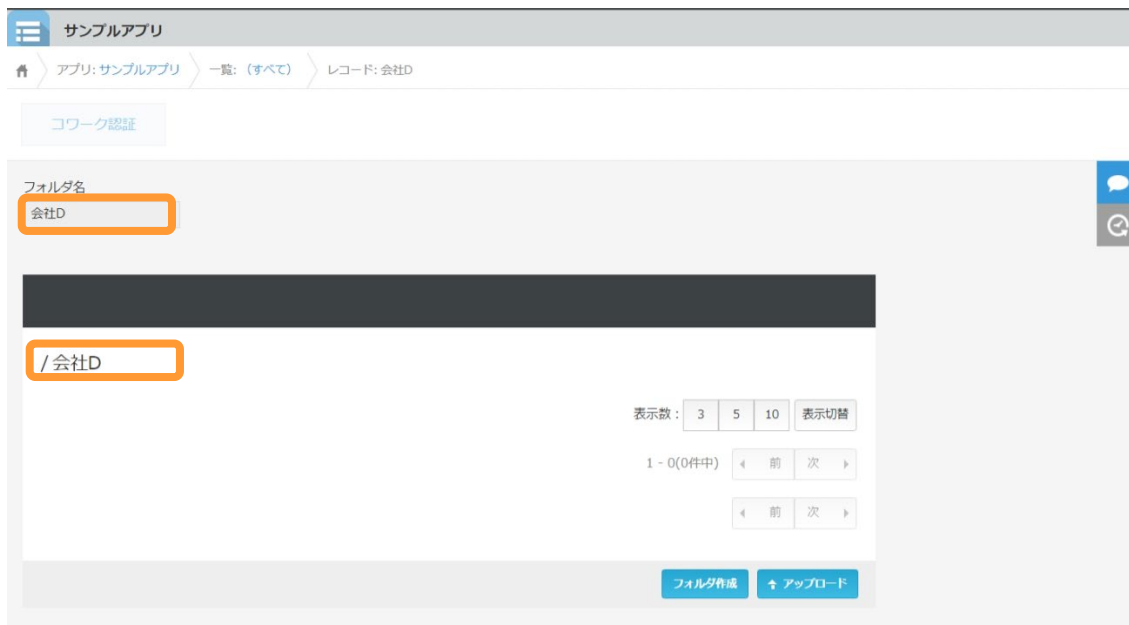 サンプルアプリ
アプリ: サンプルアプリ 一覧: (すべて) レコード: 会社D
コワーク認証
フォルダ名
会社D
/ 会社D
表示数 : 3 5 10 表示切替
1 - 0(0件中) 前 次
前 次
フォルダ作成 アップロード